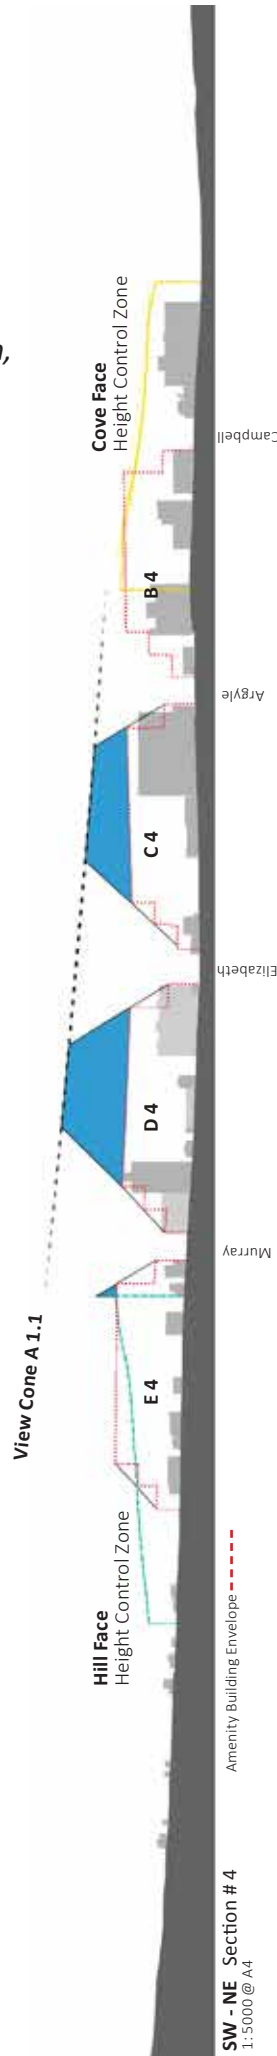 View Cone A 1.1
Hill Face
Height Control Zone
Cove Face
Height Control Zone
E 4
D 4
C 4
B 4
Murray
Elizabeth
Argyle
Campbell
Amenity Building Envelope
SW - NE Section # 4
1:5000 @ A4